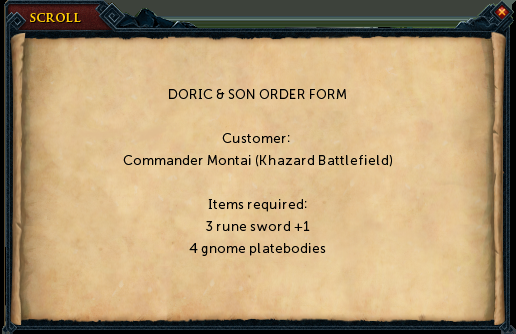 SCROLL
DORIC & SON ORDER FORM
Customer:
Commander Montai (Khazard Battlefield)
Items required:
3 rune sword +1
4 gnome platebodies